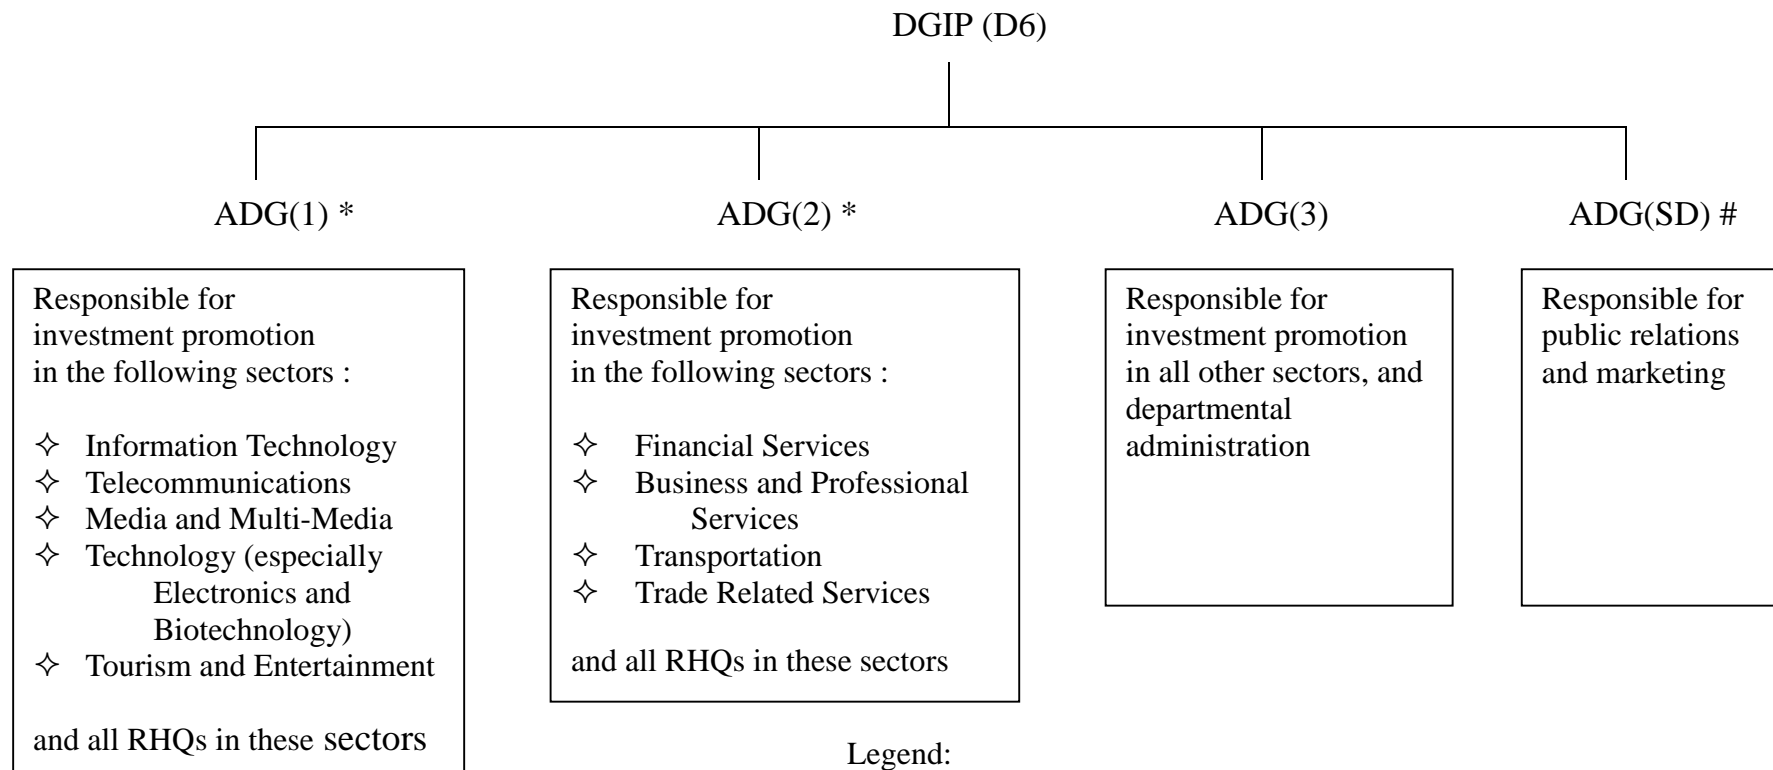 DGIP (D6)
ADG(1) *
ADG(2) *
ADG(3)
ADG(SD) #
Responsible for
investment promotion
in the following sectors :
✧ Information Technology
✧ Telecommunications
✧ Media and Multi-Media
✧ Technology (especially
Electronics and
Biotechnology)
✧ Tourism and Entertainment
and all RHQs in these sectors
Responsible for
investment promotion
in the following sectors :
✧ Financial Services
✧ Business and Professional
Services
✧ Transportation
✧ Trade Related Services
and all RHQs in these sectors
Responsible for
investment promotion
in all other sectors, and
departmental
administration
Responsible for
public relations
and marketing
Legend: